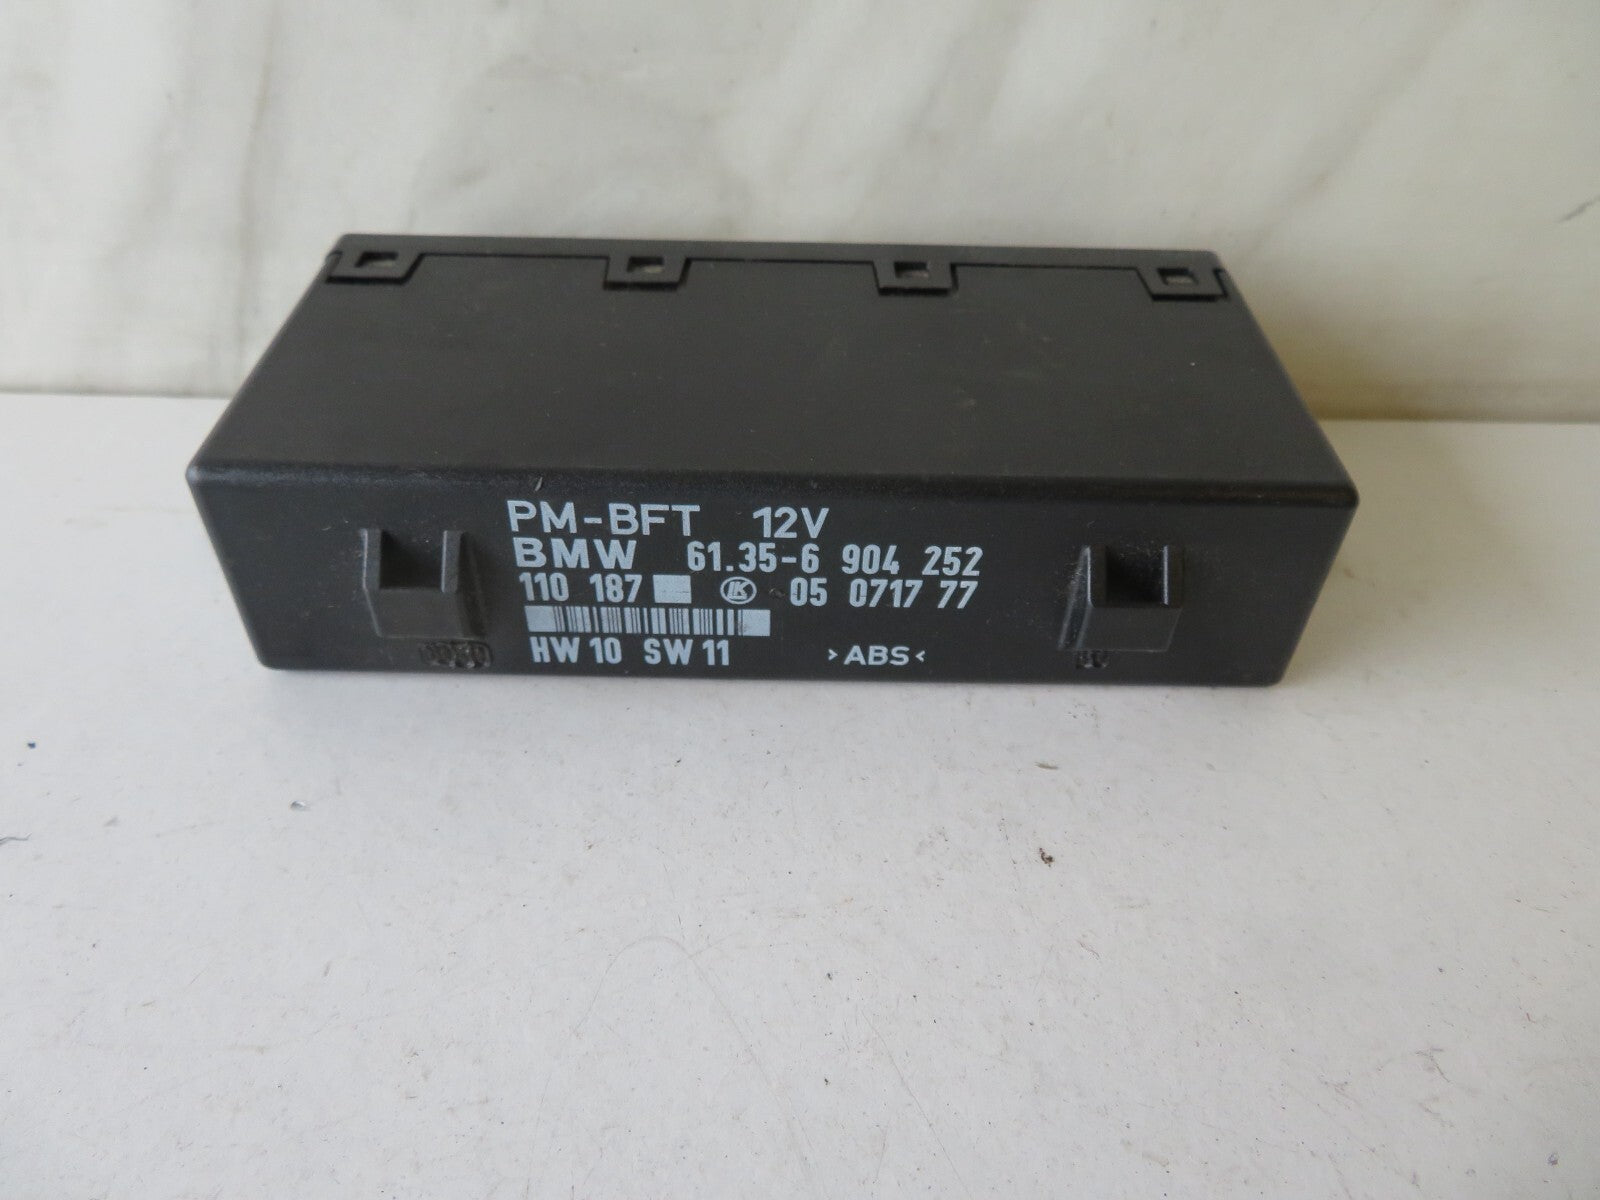 PM-BFT 12V
BMW 61.35-6 904 252
110 187 LK 05 0717 77
HW 10 SW 11 >ABS<